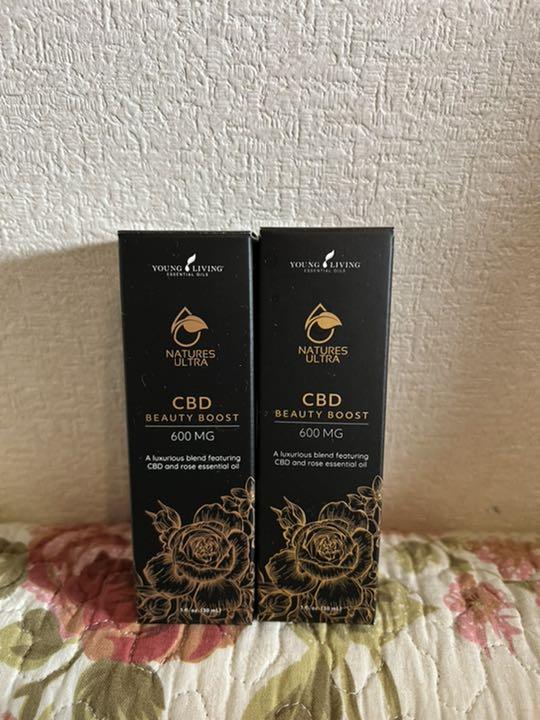 YOUNG LIVING
ESSENTIAL OILS
NATURES
ULTRA
CBD
BEAUTY BOOST
600 MG
A luxurious blend featuring
CBD and rose essential oil
1 fl. oz. (30 mL)
YOUNG LIVING
ESSENTIAL OILS
NATURES
ULTRA
CBD
BEAUTY BOOST
600 MG
A luxurious blend featuring
CBD and rose essential oil
1 fl. oz. (30 mL)